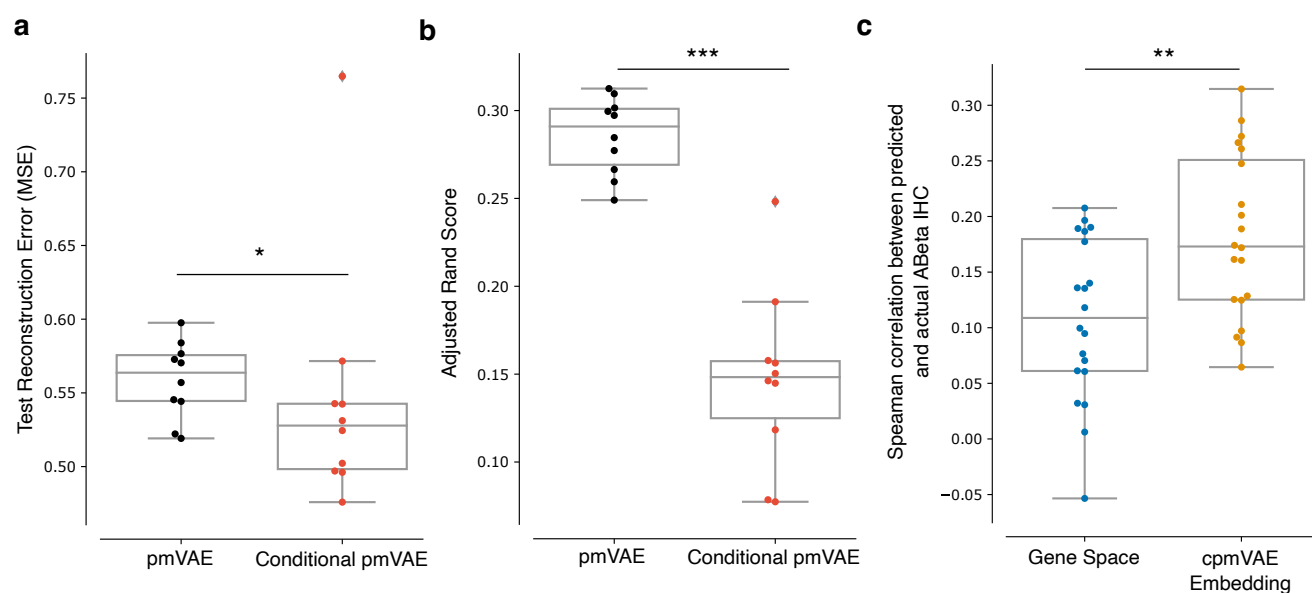 a
Test Reconstruction Error (MSE)
0.75
0.70
0.65
0.60
0.55
0.50
*
pmVAE
Conditional pmVAE
b
Adjusted Rand Score
0.30
0.25
0.20
0.15
0.10
***
pmVAE
Conditional pmVAE
c
Speaman correlation between predicted
and actual ABeta IHC
0.30
0.25
0.20
0.15
0.10
0.05
0.00
−0.05
**
Gene Space
cpmVAE
Embedding